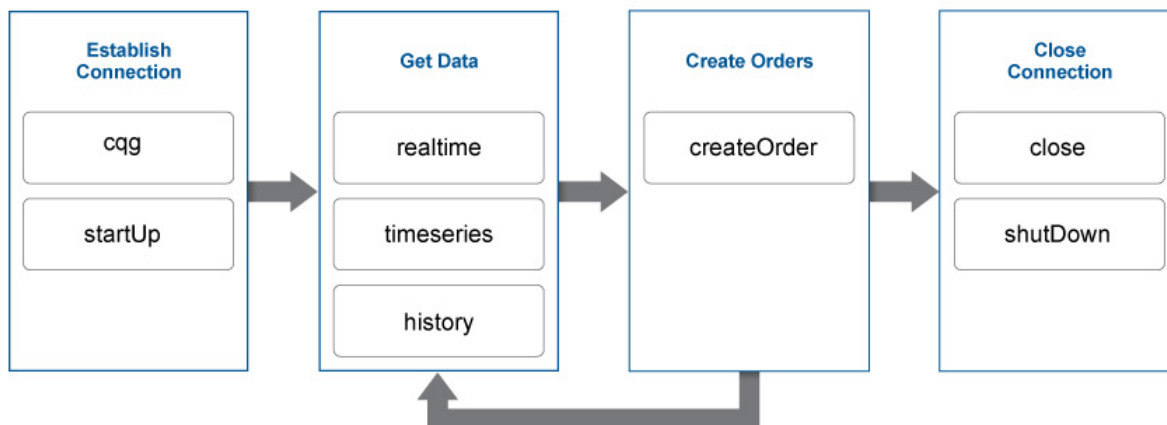 Establish
Connection
cqg
startUp
Get Data
realtime
timeseries
history
Create Orders
createOrder
Close
Connection
close
shutDown